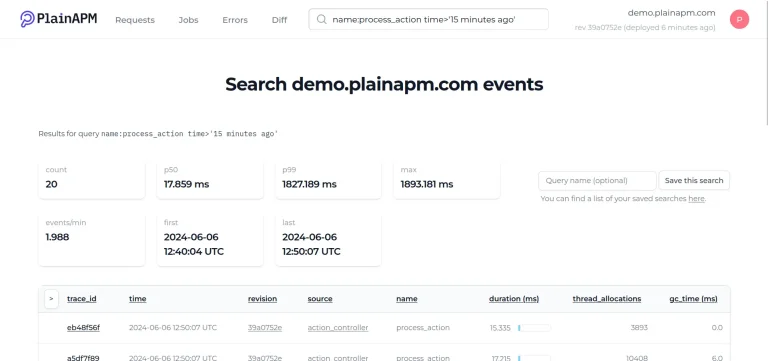 PlainAPM
Requests
Jobs
Errors
Diff
name:process_action time>'15 minutes ago'
demo.plainapm.com
rev 39a0752e (deployed 6 minutes ago)
P
Search demo.plainapm.com events
Results for query name:process_action time>'15 minutes ago'
count
20
p50
17.859 ms
p99
1827.189 ms
max
1893.181 ms
Query name (optional)
Save this search
You can find a list of your saved searches here.
events/min
1.988
first
2024-06-06
12:40:04 UTC
last
2024-06-06
12:50:07 UTC
> trace_id time revision source name duration (ms) thread_allocations gc_time (ms)
eb48f56f 2024-06-06 12:50:07 UTC 39a0752e action_controller process_action 15.335 3893 0.0
a5df7f89 2024-06-06 12:50:07 UTC 39a0752e action_controller process_action 17.215 10408 6.0